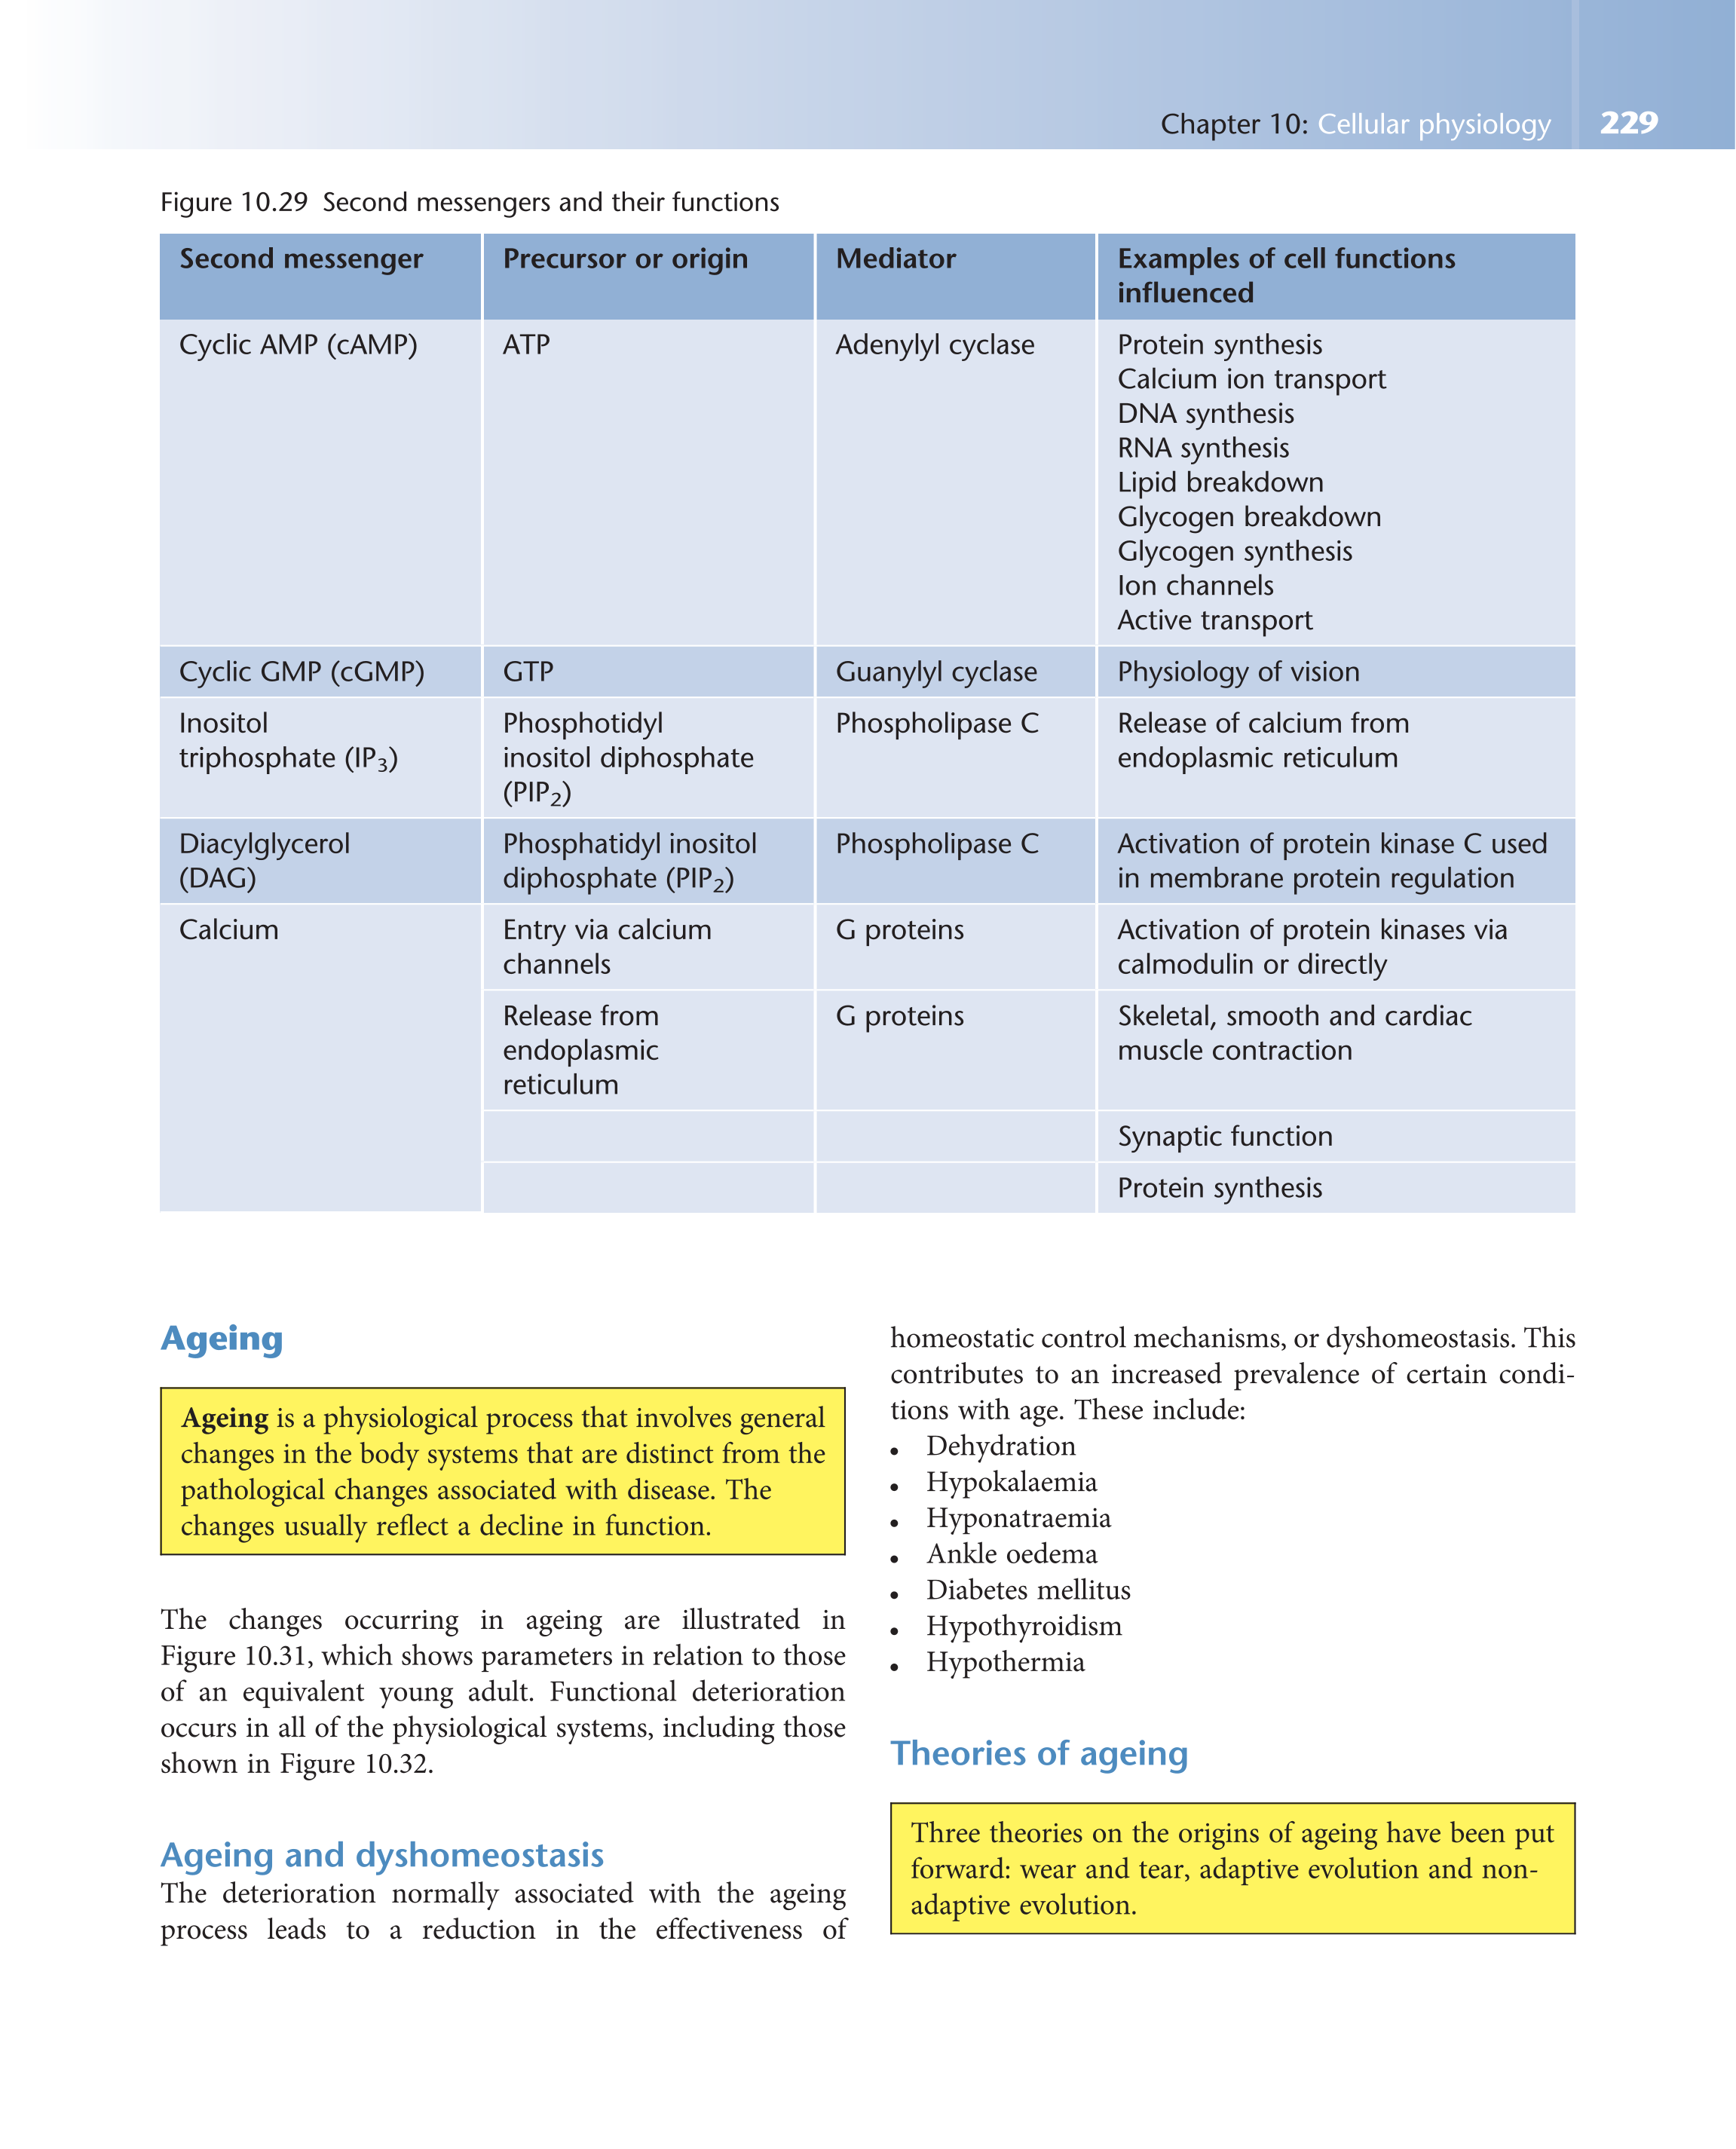 Chapter 10: Cellular physiology 229
Figure 10.29 Second messengers and their functions
Second messenger Precursor or origin Mediator Examples of cell functions
influenced
Cyclic AMP (cAMP) ATP Adenylyl cyclase Protein synthesis
Calcium ion transport
DNA synthesis
RNA synthesis
Lipid breakdown
Glycogen breakdown
Glycogen synthesis
Ion channels
Active transport
Cyclic GMP (cGMP) GTP Guanylyl cyclase Physiology of vision
Inositol Phosphotidyl Phospholipase C Release of calcium from
triphosphate (IP₃) inositol diphosphate endoplasmic reticulum
(PIP₂)
Diacylglycerol Phosphatidyl inositol Phospholipase C Activation of protein kinase C used
(DAG) diphosphate (PIP₂) in membrane protein regulation
Calcium Entry via calcium G proteins Activation of protein kinases via
channels calmodulin or directly
Release from G proteins Skeletal, smooth and cardiac
endoplasmic muscle contraction
reticulum
Synaptic function
Protein synthesis
Ageing
Ageing is a physiological process that involves general
changes in the body systems that are distinct from the
pathological changes associated with disease. The
changes usually reflect a decline in function.
The changes occurring in ageing are illustrated in
Figure 10.31, which shows parameters in relation to those
of an equivalent young adult. Functional deterioration
occurs in all of the physiological systems, including those
shown in Figure 10.32.
Ageing and dyshomeostasis
The deterioration normally associated with the ageing
process leads to a reduction in the effectiveness of
homeostatic control mechanisms, or dyshomeostasis. This
contributes to an increased prevalence of certain condi-
tions with age. These include:
• Dehydration
• Hypokalaemia
• Hyponatraemia
• Ankle oedema
• Diabetes mellitus
• Hypothyroidism
• Hypothermia
Theories of ageing
Three theories on the origins of ageing have been put
forward: wear and tear, adaptive evolution and non-
adaptive evolution.